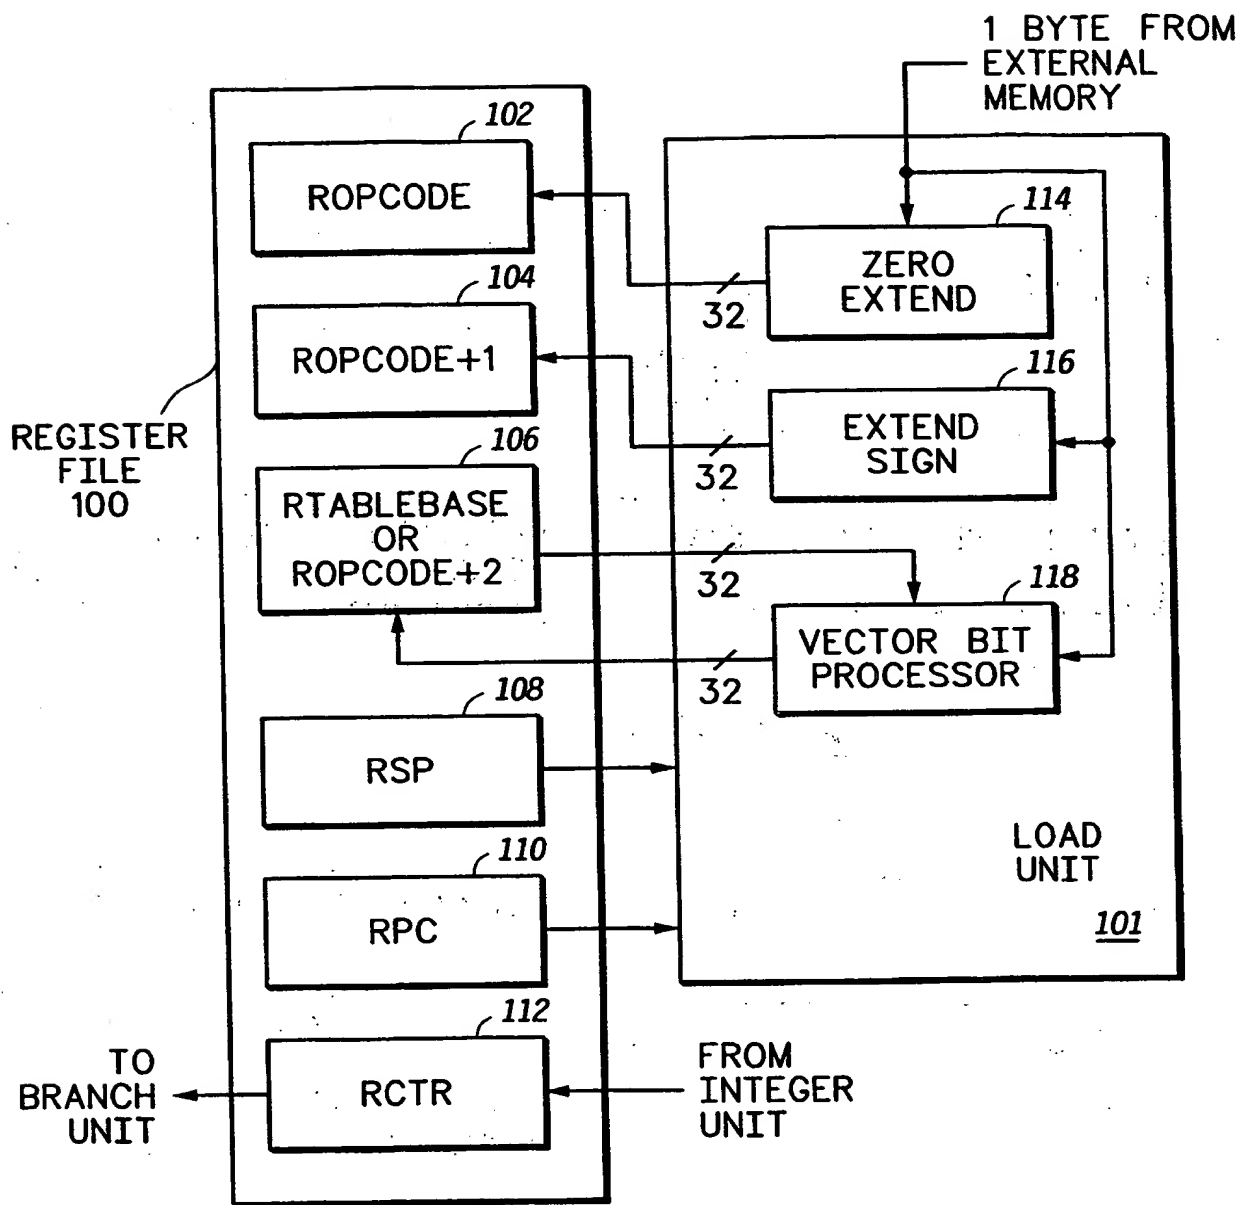 1 BYTE FROM
EXTERNAL
MEMORY
102
ROPCODE
114
ZERO
EXTEND
32
104
ROPCODE+1
116
EXTEND
SIGN
32
REGISTER
FILE
100
106
RTABLEBASE
OR
ROPCODE+2
32
118
VECTOR BIT
PROCESSOR
32
108
RSP
LOAD
UNIT
101
110
RPC
112
RCTR
TO
BRANCH
UNIT
FROM
INTEGER
UNIT